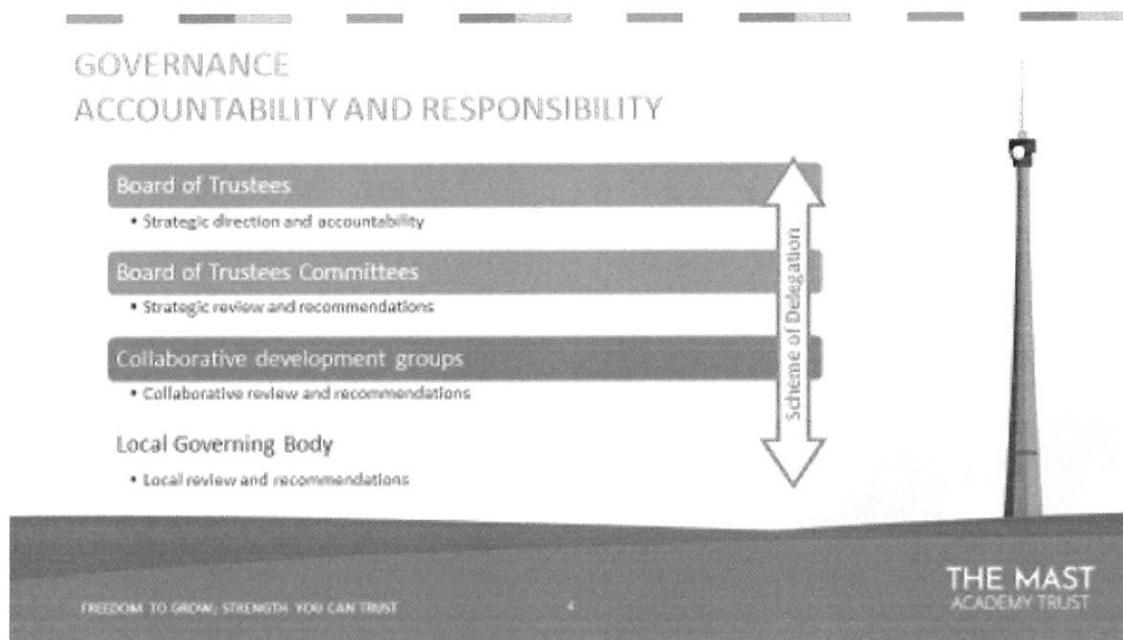 GOVERNANCE
ACCOUNTABILITY AND RESPONSIBILITY
Board of Trustees
• Strategic direction and accountability
Board of Trustees Committees
• Strategic review and recommendations
Collaborative development groups
• Collaborative review and recommendations
Local Governing Body
• Local review and recommendations
Scheme of Delegation
FREEDOM TO GROW; STRENGTH YOU CAN TRUST
4
THE MAST
ACADEMY TRUST